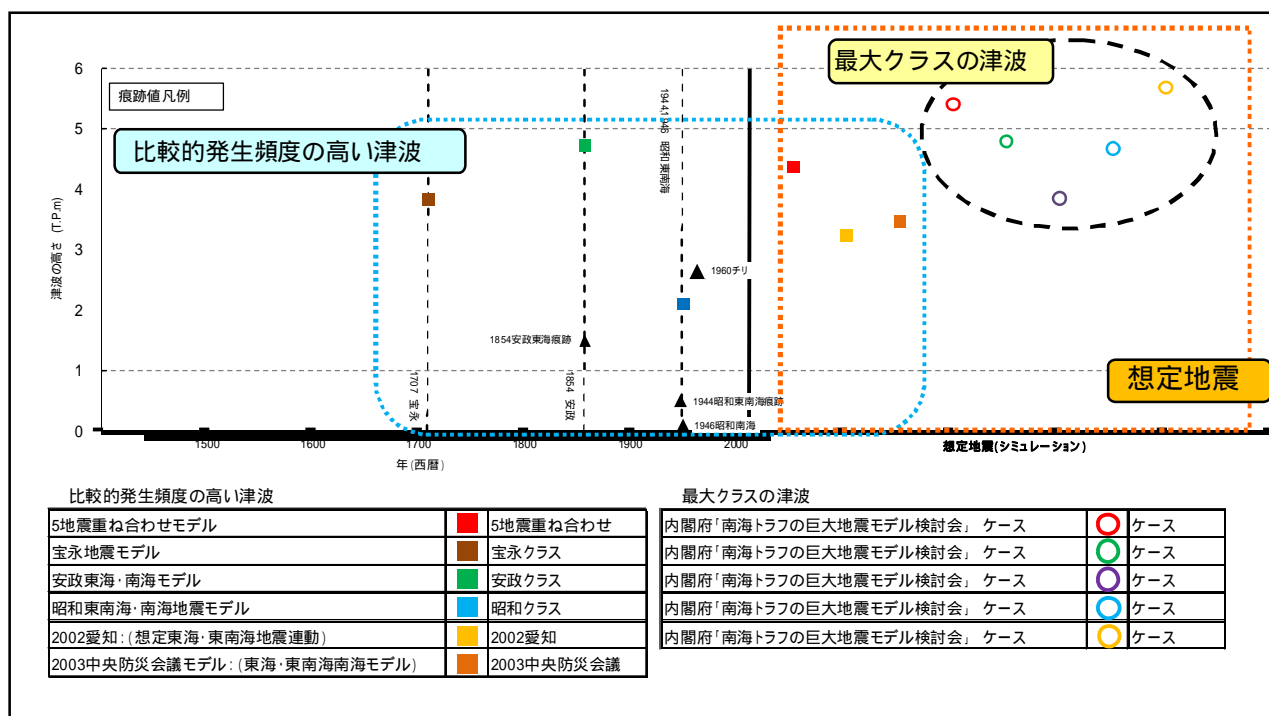 最大クラスの津波
6
痕跡値凡例
5
比較的発生頻度の高い津波
1944,1946 昭和東南海
4
3
津波の高さ (T.P.m)
1960チリ
2
1854安政東海痕跡
1
1707 宝永
1854 安政
1944昭和東南海痕跡
1946昭和南海
想定地震
0
1500
1600
1700
1800
1900
2000
想定地震(シミュレーション)
年(西暦)
比較的発生頻度の高い津波
5地震重ね合わせモデル 5地震重ね合わせ
宝永地震モデル 宝永クラス
安政東海・南海モデル 安政クラス
昭和東南海・南海地震モデル 昭和クラス
2002愛知:(想定東海・東南海地震連動) 2002愛知
2003中央防災会議モデル:(東海・東南海南海モデル) 2003中央防災会議
最大クラスの津波
内閣府「南海トラフの巨大地震モデル検討会」 ケース ケース
内閣府「南海トラフの巨大地震モデル検討会」 ケース ケース
内閣府「南海トラフの巨大地震モデル検討会」 ケース ケース
内閣府「南海トラフの巨大地震モデル検討会」 ケース ケース
内閣府「南海トラフの巨大地震モデル検討会」 ケース ケース